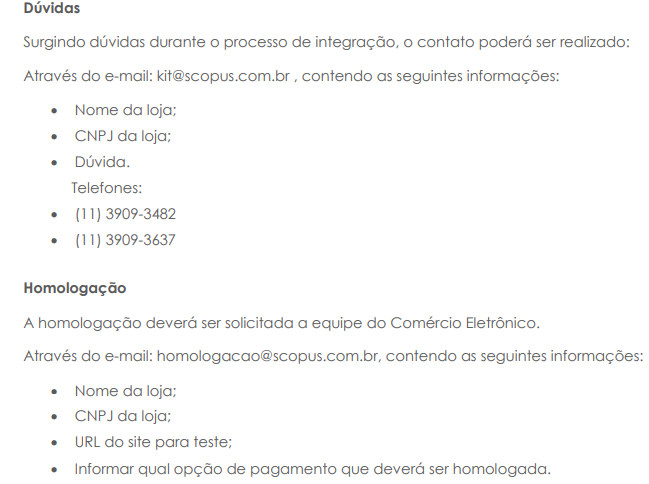 Dúvidas
Surgindo dúvidas durante o processo de integração, o contato poderá ser realizado:
Através do e-mail: kit@scopus.com.br , contendo as seguintes informações:
• Nome da loja;
• CNPJ da loja;
• Dúvida.
Telefones:
• (11) 3909-3482
• (11) 3909-3637
Homologação
A homologação deverá ser solicitada a equipe do Comércio Eletrônico.
Através do e-mail: homologacao@scopus.com.br, contendo as seguintes informações:
• Nome da loja;
• CNPJ da loja;
• URL do site para teste;
• Informar qual opção de pagamento que deverá ser homologada.